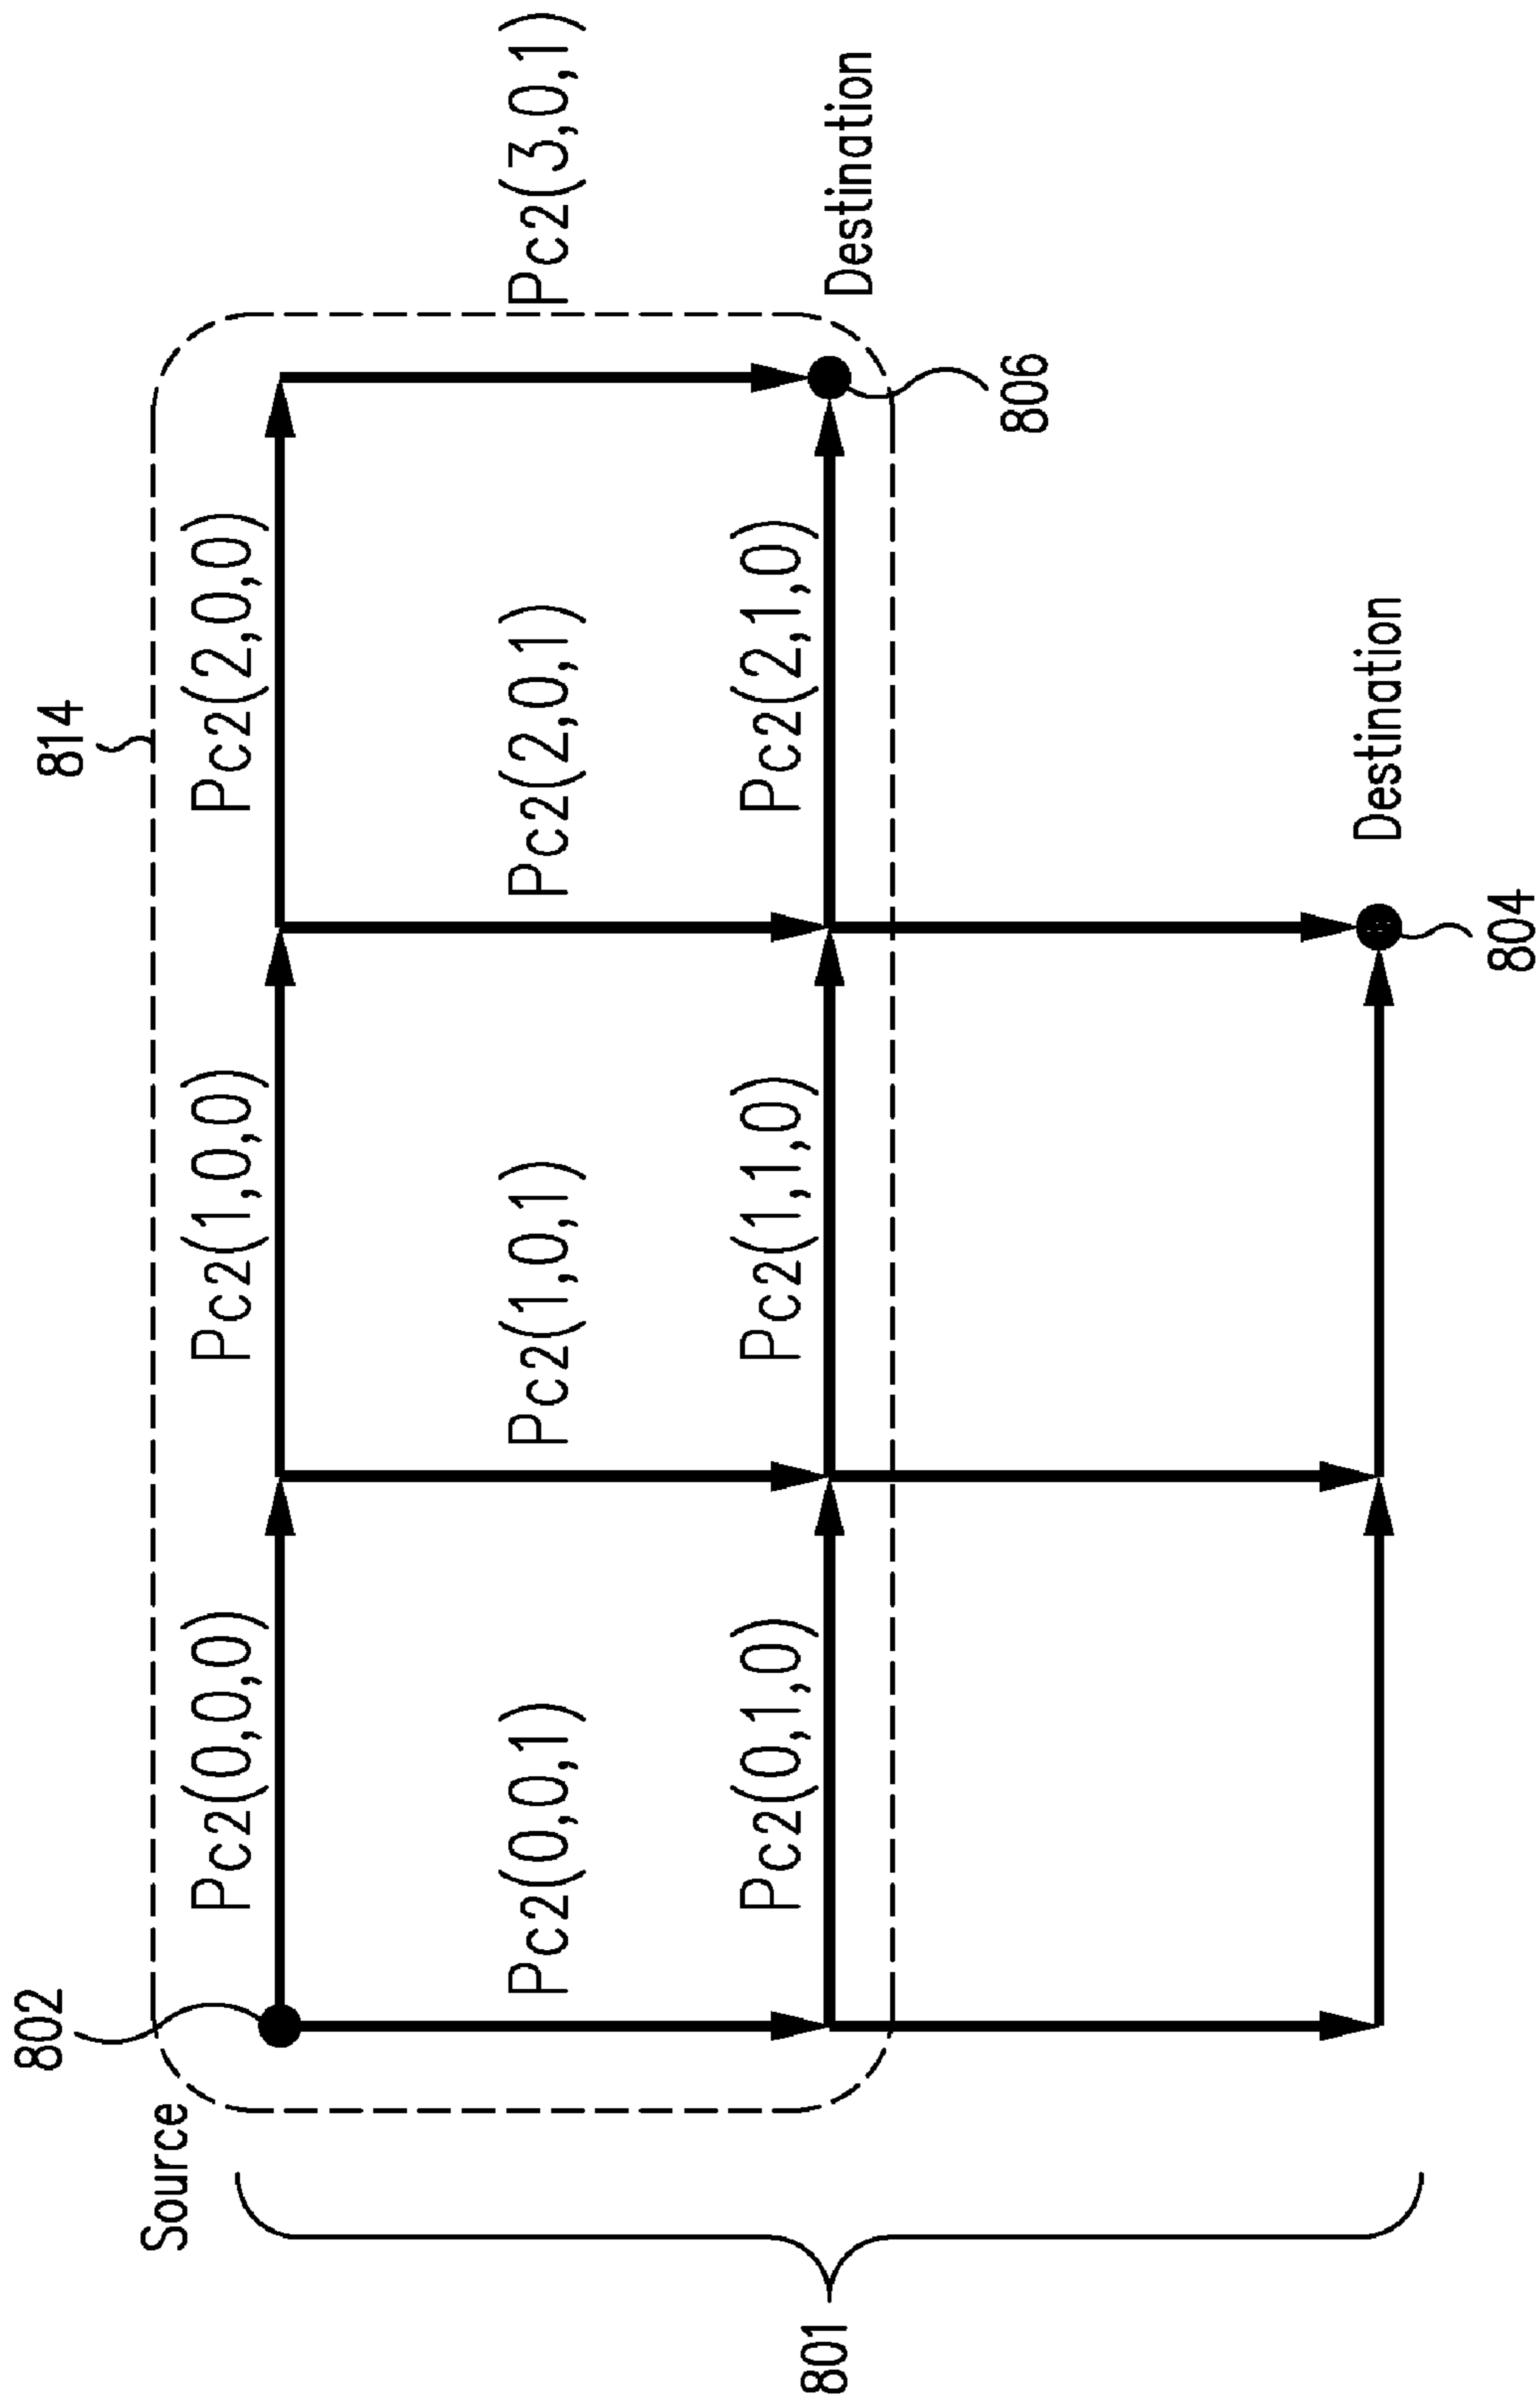 814
802
Source
Pc2(0,0,0)
Pc2(1,0,0)
Pc2(2,0,0)
Pc2(0,0,1)
Pc2(1,0,1)
Pc2(2,0,1)
Pc2(3,0,1)
Pc2(0,1,0)
Pc2(1,1,0)
Pc2(2,1,0)
Destination
801
806
Destination
804